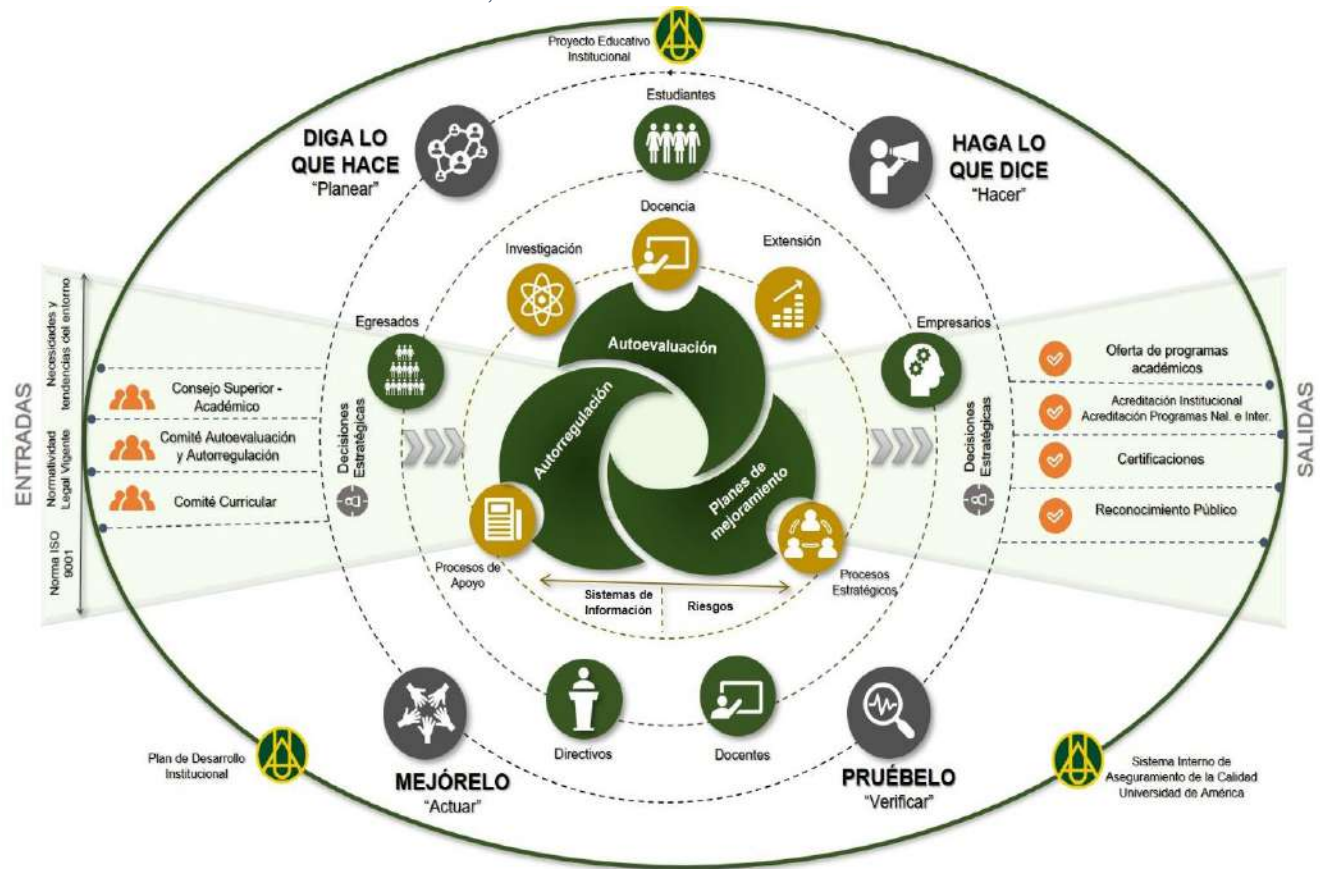 Proyecto Educativo
Institucional
Estudiantes
DIGA LO
QUE HACE
“Planear”
HAGA LO
QUE DICE
“Hacer”
Docencia
Investigación
Extensión
Egresados
Empresarios
ENTRADAS
Necesidades y
tendencias del entorno
Normatividad
Legal Vigente
Norma ISO
9001
Consejo Superior -
Académico
Comité Autoevaluación
y Autorregulación
Comité Curricular
Decisiones
Estratégicas
Autoevaluación
Autorregulación
Planes de
mejoramiento
Decisiones
Estratégicas
Oferta de programas
académicos
Acreditación Institucional
Acreditación Programas Nal. e Inter.
Certificaciones
Reconocimiento Público
SALIDAS
Procesos de
Apoyo
Procesos
Estratégicos
Sistemas de
Información
Riesgos
Directivos
Docentes
MEJÓRELO
“Actuar”
PRUÉBELO
“Verificar”
Plan de Desarrollo
Institucional
Sistema Interno de
Aseguramiento de la Calidad
Universidad de América